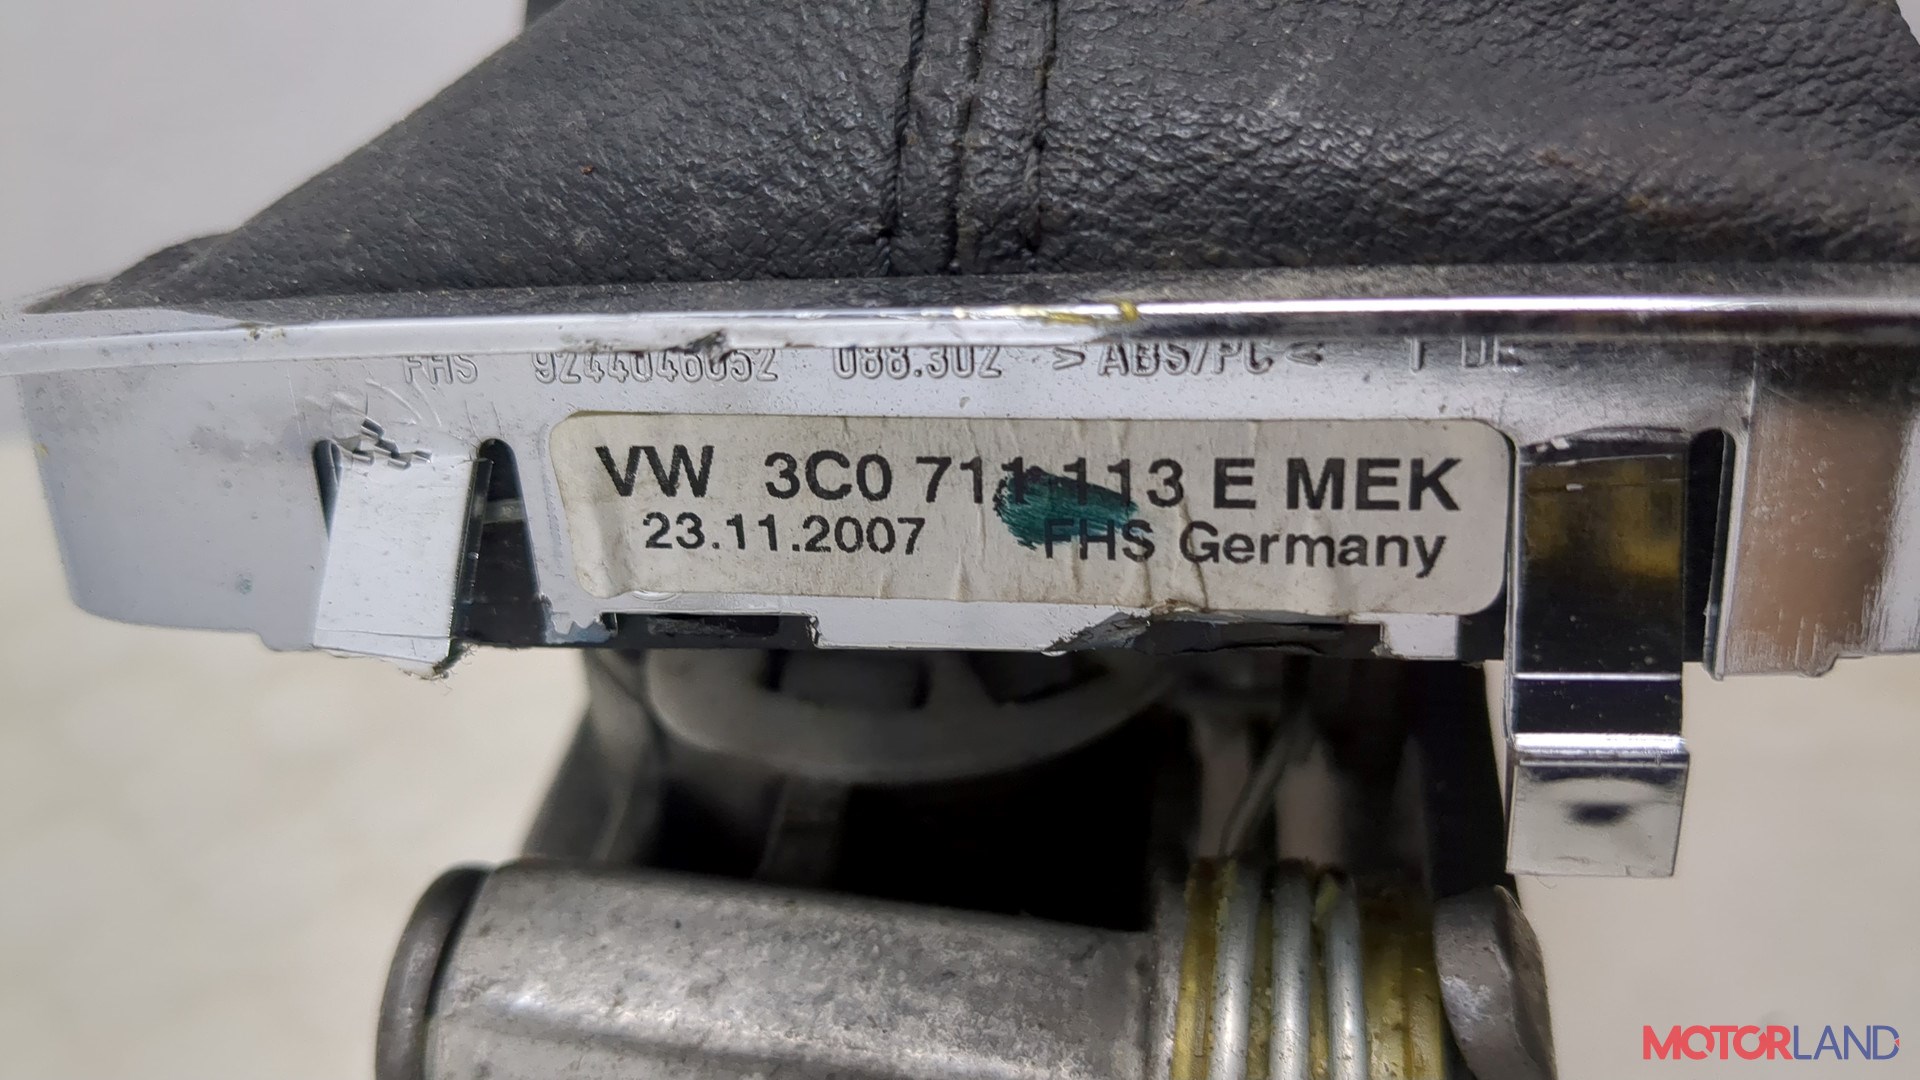 FHS 9244046052 088.302 >ABS/PC<
VW 3C0 711 113 E MEK
23.11.2007 FHS Germany
MOTORLAND